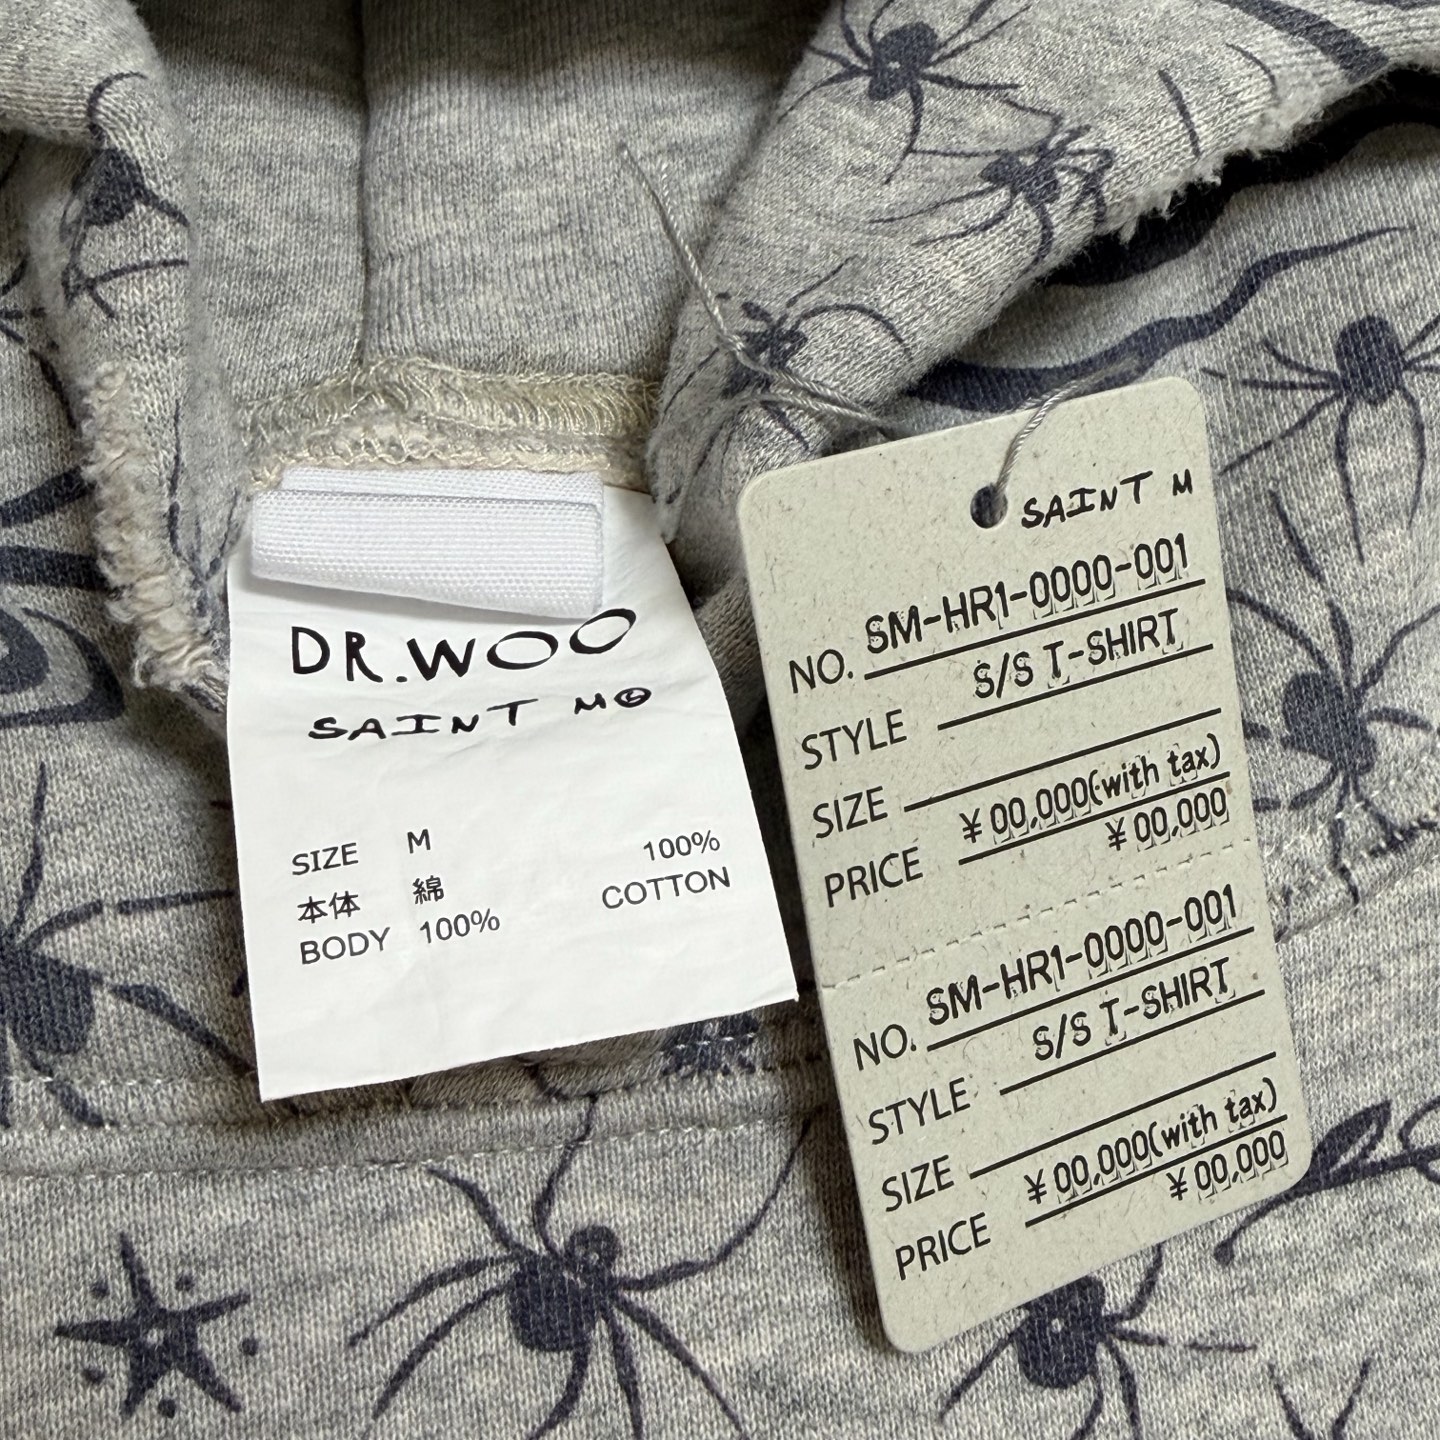 DR.WOO
SAINT M©
SIZE M
本体 綿 100%
BODY 100% COTTON
SAINT M
NO. SM-HR1-0000-001
STYLE S/S T-SHIRT
SIZE
¥00,000(with tax)
PRICE ¥00,000
NO. SM-HR1-0000-001
STYLE S/S T-SHIRT
SIZE
¥00,000(with tax)
PRICE ¥00,000